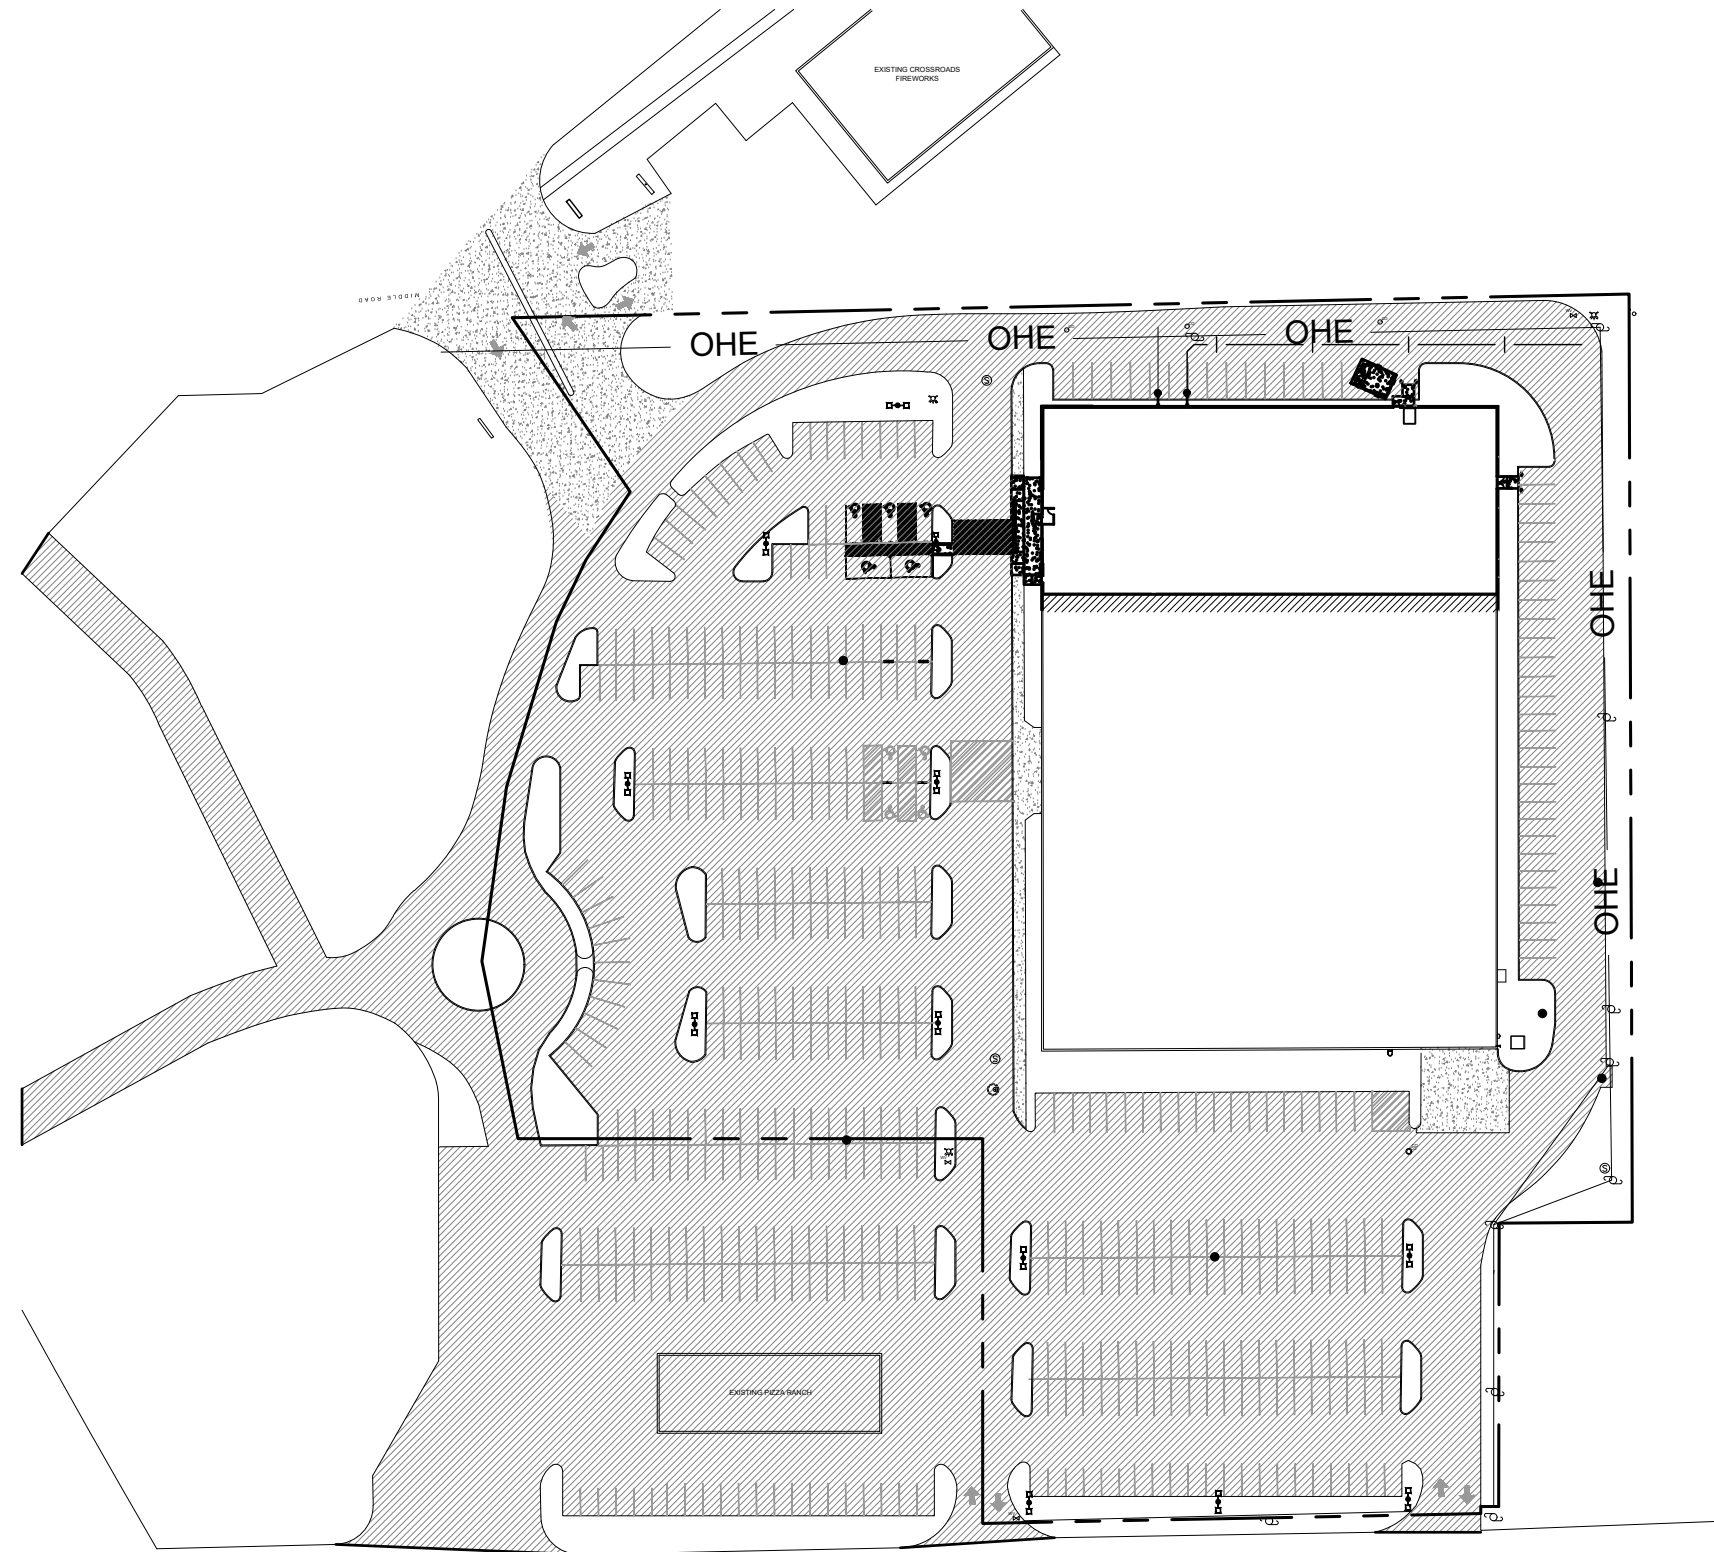 EXISTING CROSSROADS
FIREWORKS
MIDDLE ROAD
OHE
OHE
OHE
OHE
OHE
EXISTING PIZZA RANCH